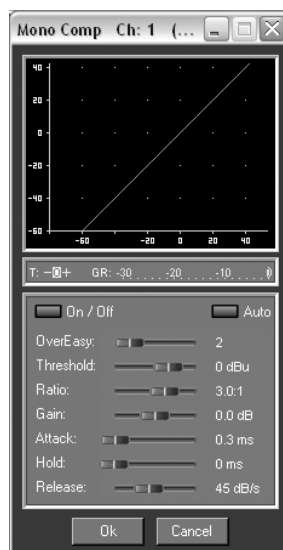 Mono Comp Ch: 1 (...
40
20
0
-20
-40
-60
-60 -20 0 20 40
T: -0+ GR: -30 -20 -10 0
On / Off Auto
OverEasy: 2
Threshold: 0 dBu
Ratio: 3.0:1
Gain: 0.0 dB
Attack: 0.3 ms
Hold: 0 ms
Release: 45 dB/s
Ok Cancel